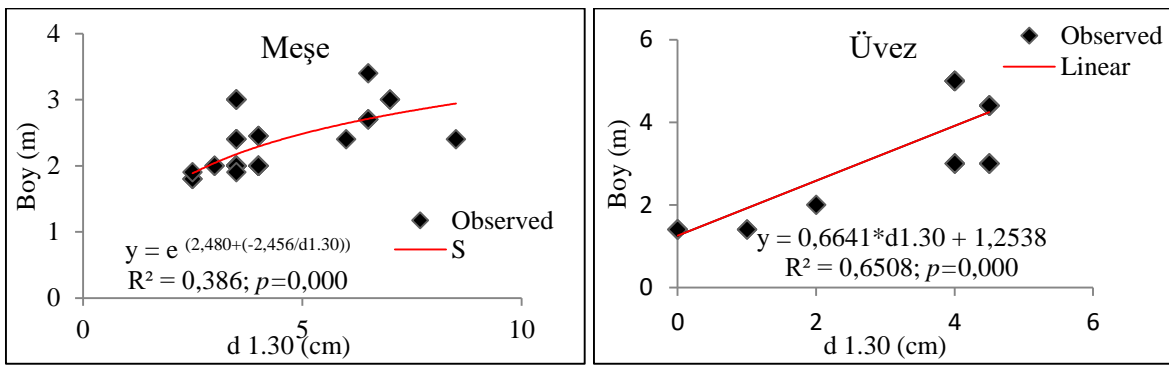 Meşe
4
3
2
1
0
Boy (m)
Observed
S
y = e (2,480+(-2,456/d1.30))
R² = 0,386; p=0,000
0
5
10
d 1.30 (cm)
Üvez
6
4
2
0
Boy (m)
Observed
Linear
y = 0,6641*d1.30 + 1,2538
R² = 0,6508; p=0,000
0
2
4
6
d 1.30 (cm)